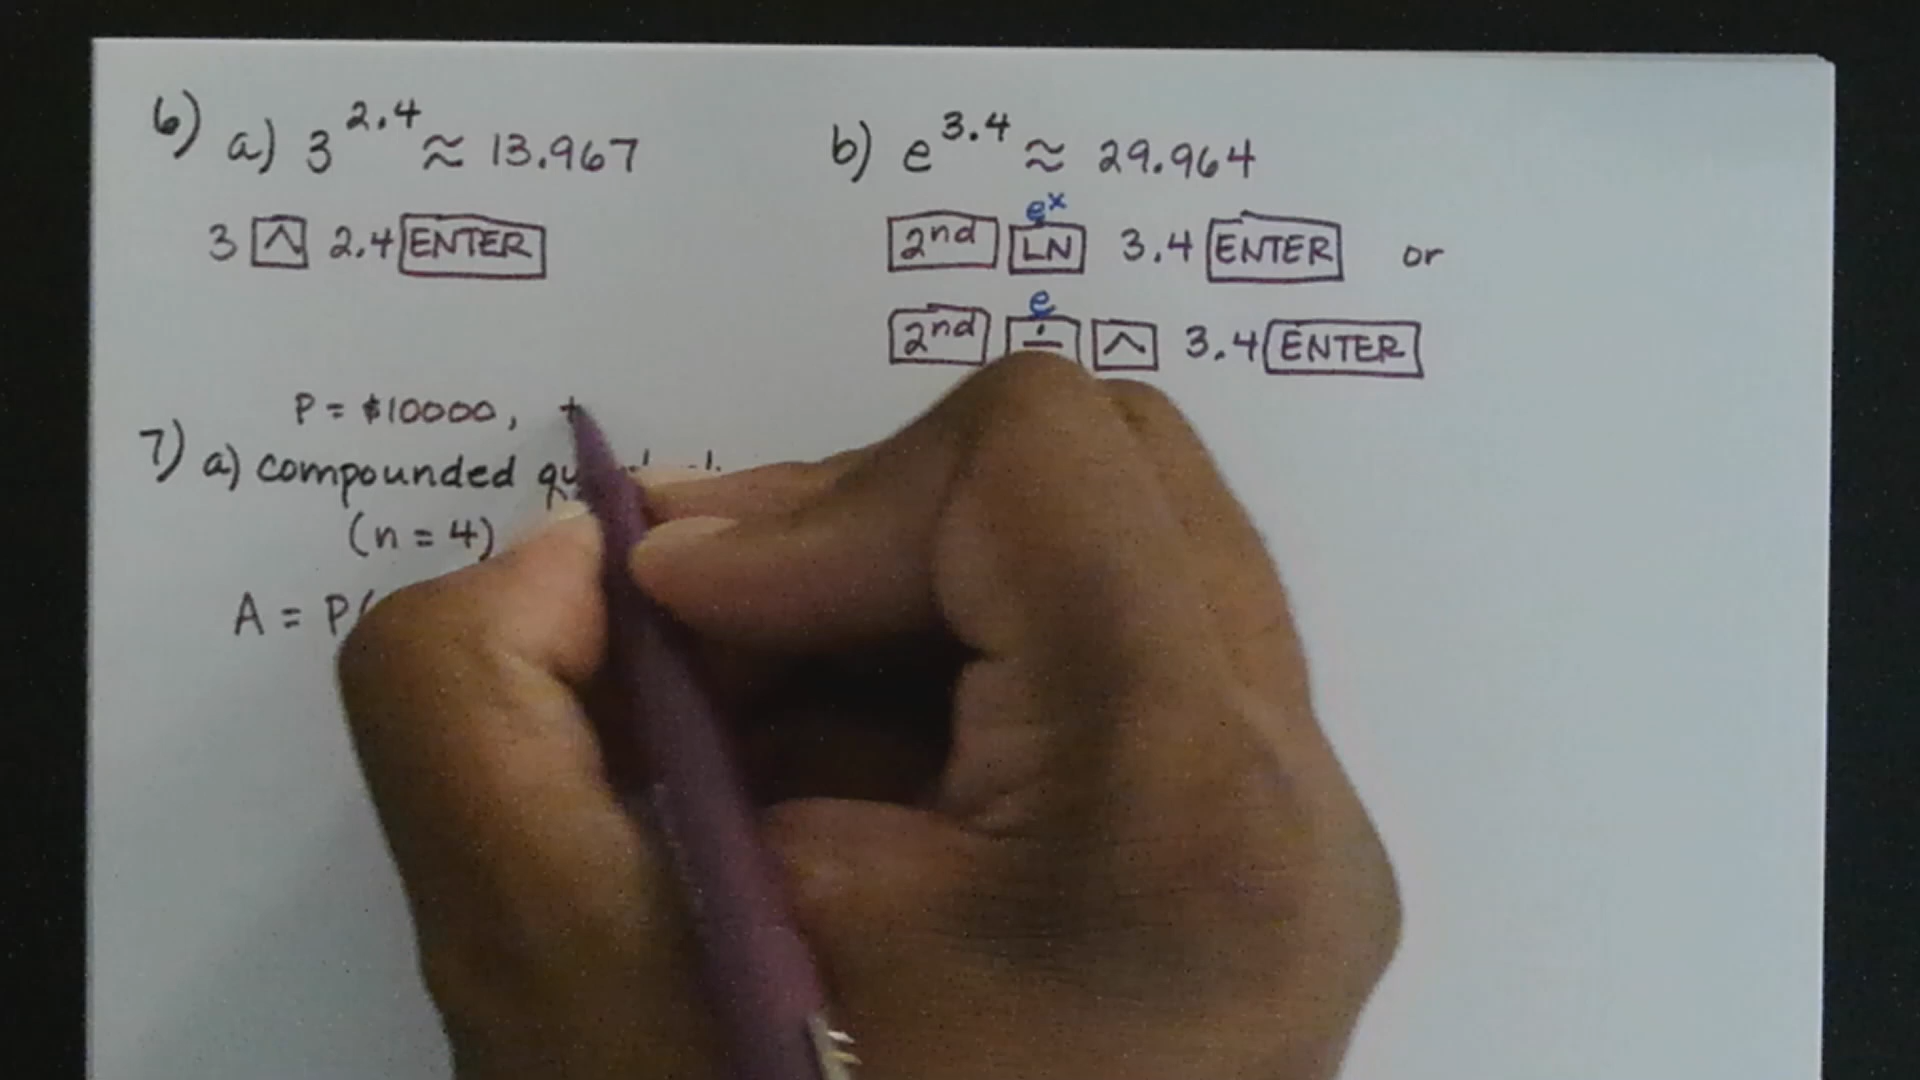 6) a) 3^2.4 ≈ 13.967
3 ^ 2.4 ENTER
b) e^3.4 ≈ 29.964
e^x
2nd LN 3.4 ENTER or
e
2nd ÷ ^ 3.4 ENTER
P = $10000, t
7) a) compounded
(n = 4)
A = P(